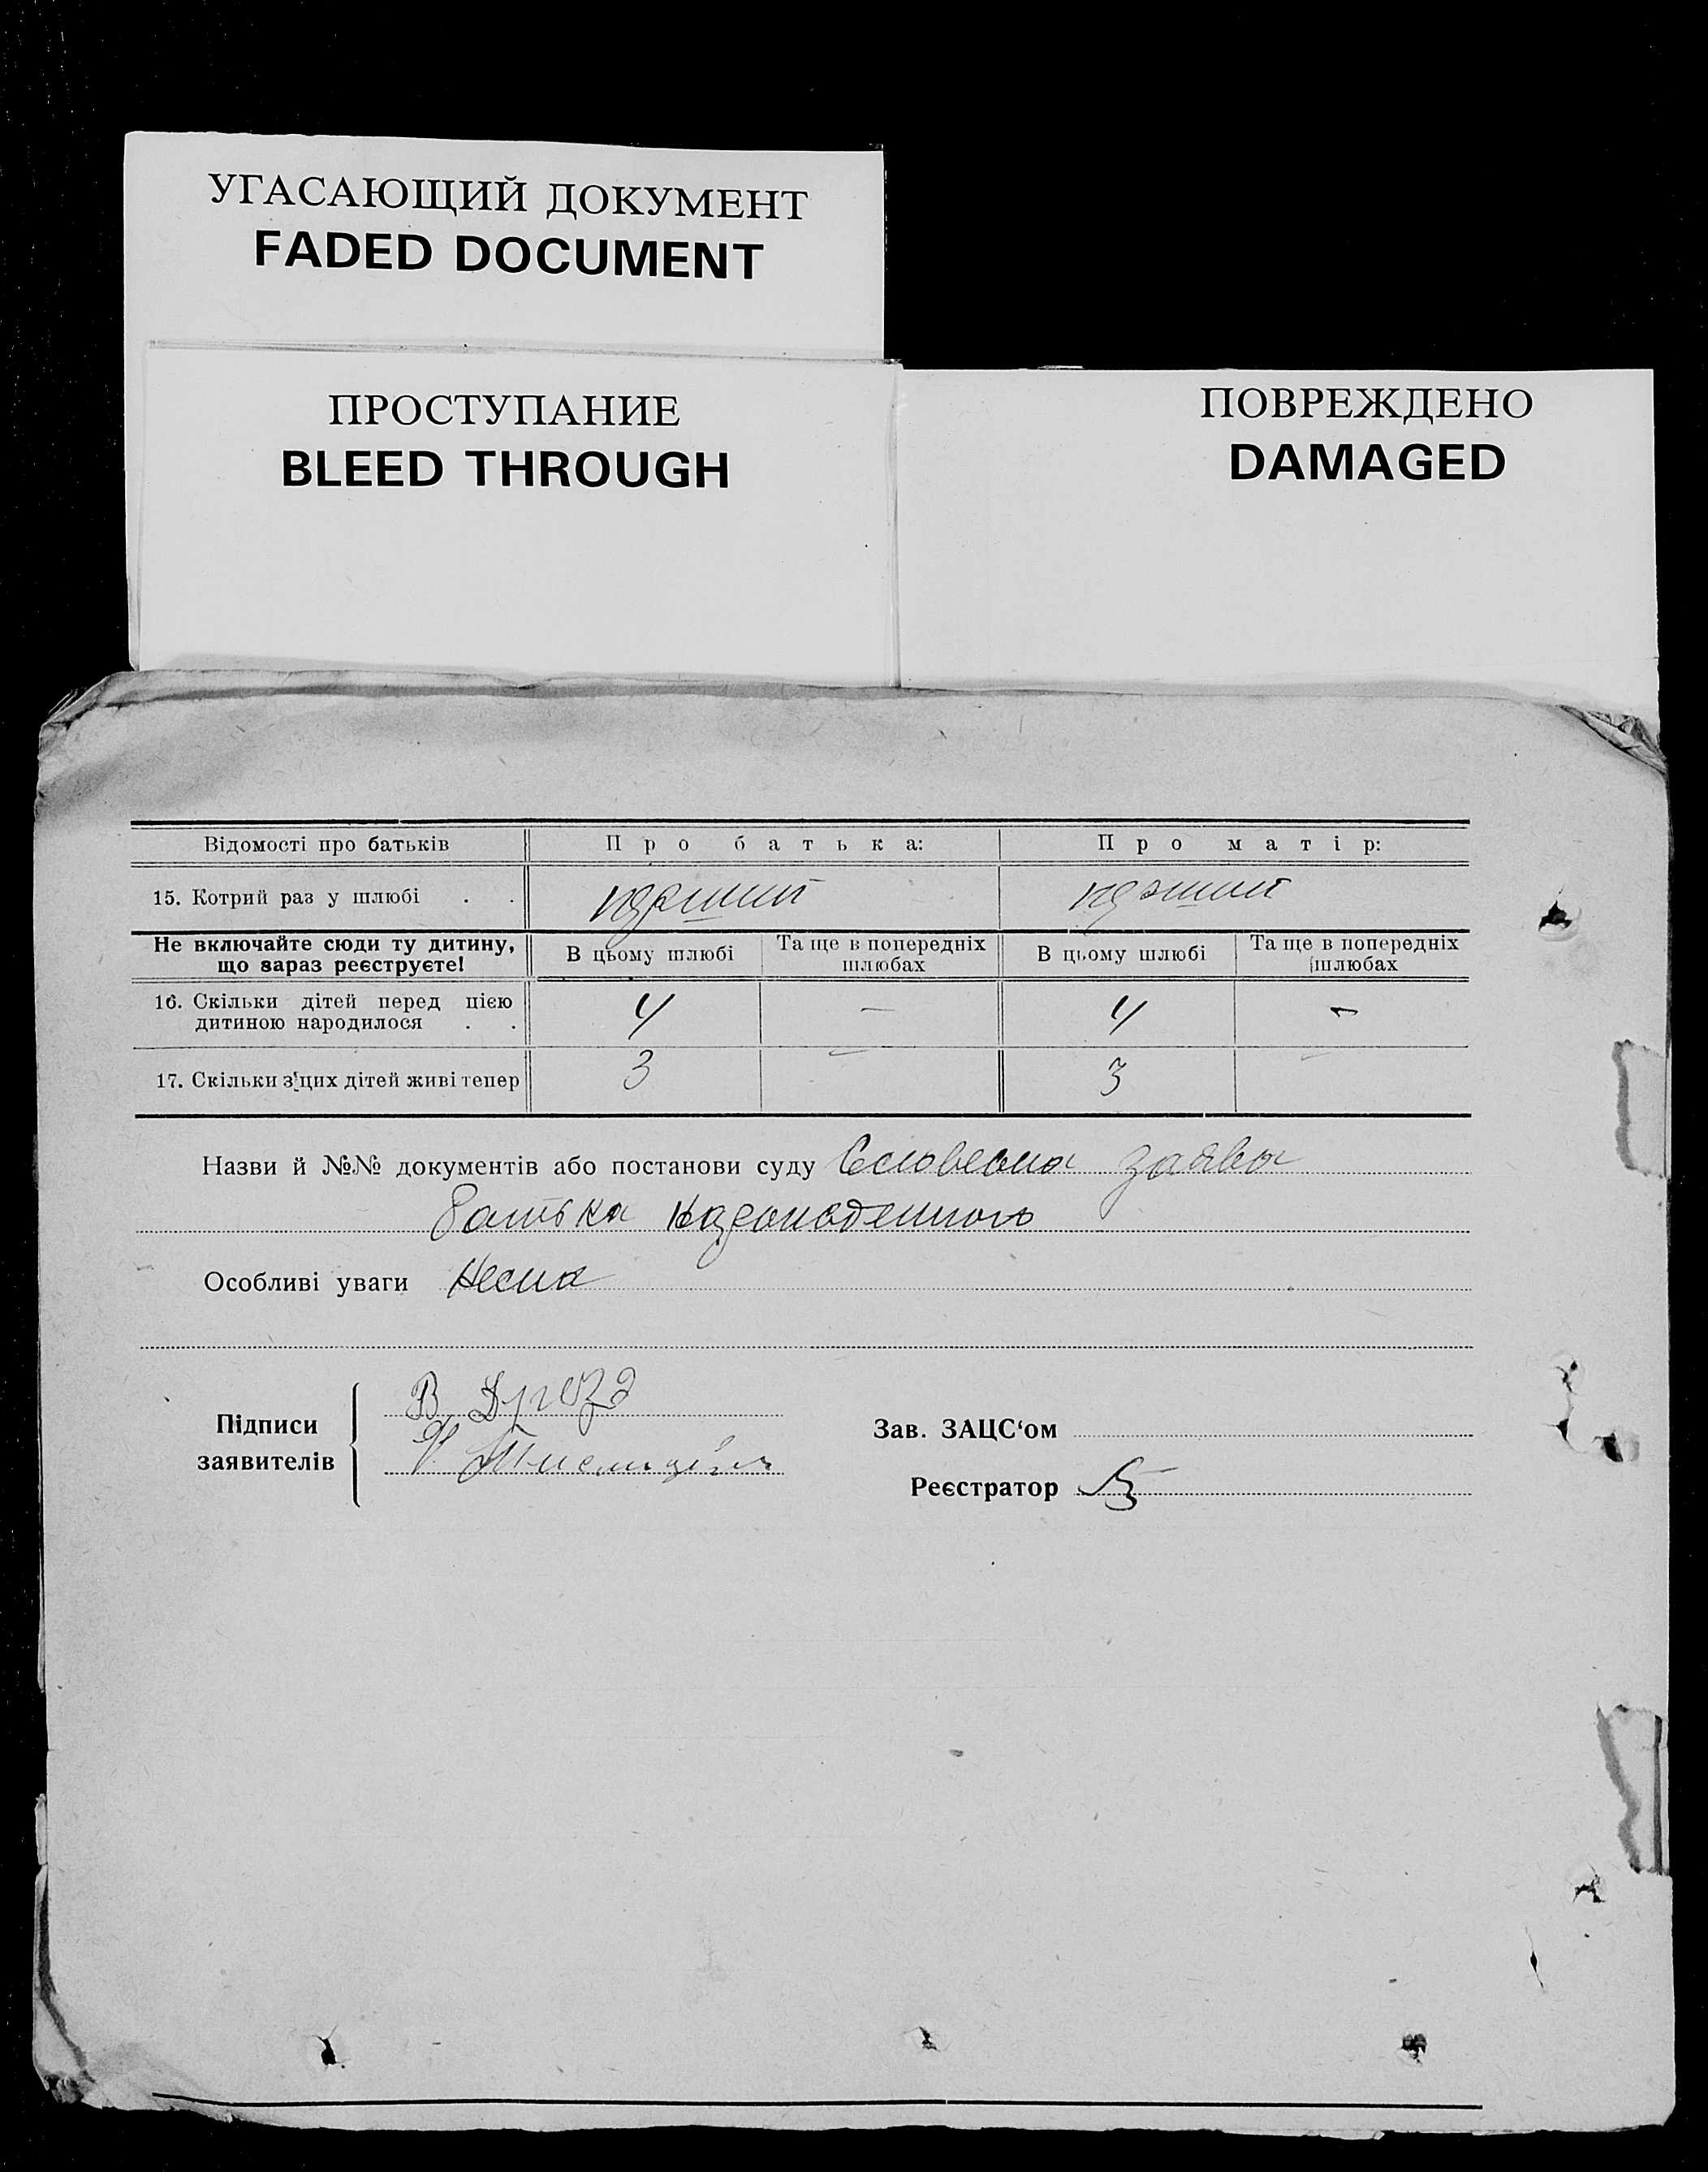 УГАСАЮЩИЙ ДОКУМЕНТ
FADED DOCUMENT
ПРОСТУПАНИЕ
BLEED THROUGH
ПОВРЕЖДЕНО
DAMAGED
Відомості про батьків Про батька: Про матір:
15. Котрий раз у шлюбі . .
Не включайте сюди ту дитину, що зараз реєструєте! В цьому шлюбі Та ще в попередніх шлюбах В цьому шлюбі Та ще в попередніх шлюбах
16. Скільки дітей перед цією
дитиною народилося . . 4 — 4 —
17. Скільки з цих дітей живі тепер 3 — 3 —
Назви й №№ документів або постанови суду Словесна заява
батька
Особливі уваги
Підписи
заявителів
В
Зав. ЗАЦС‘ом
Реєстратор